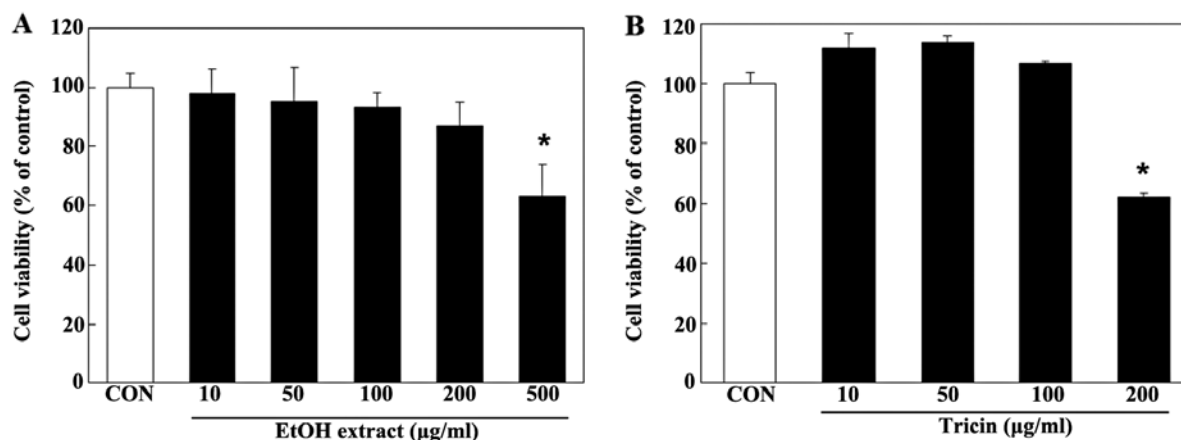 A
Cell viability (% of control)
120
100
80
60
40
20
0
*
CON 10 50 100 200 500
EtOH extract (μg/ml)
B
Cell viability (% of control)
120
100
80
60
40
20
0
*
CON 10 50 100 200
Tricin (μg/ml)